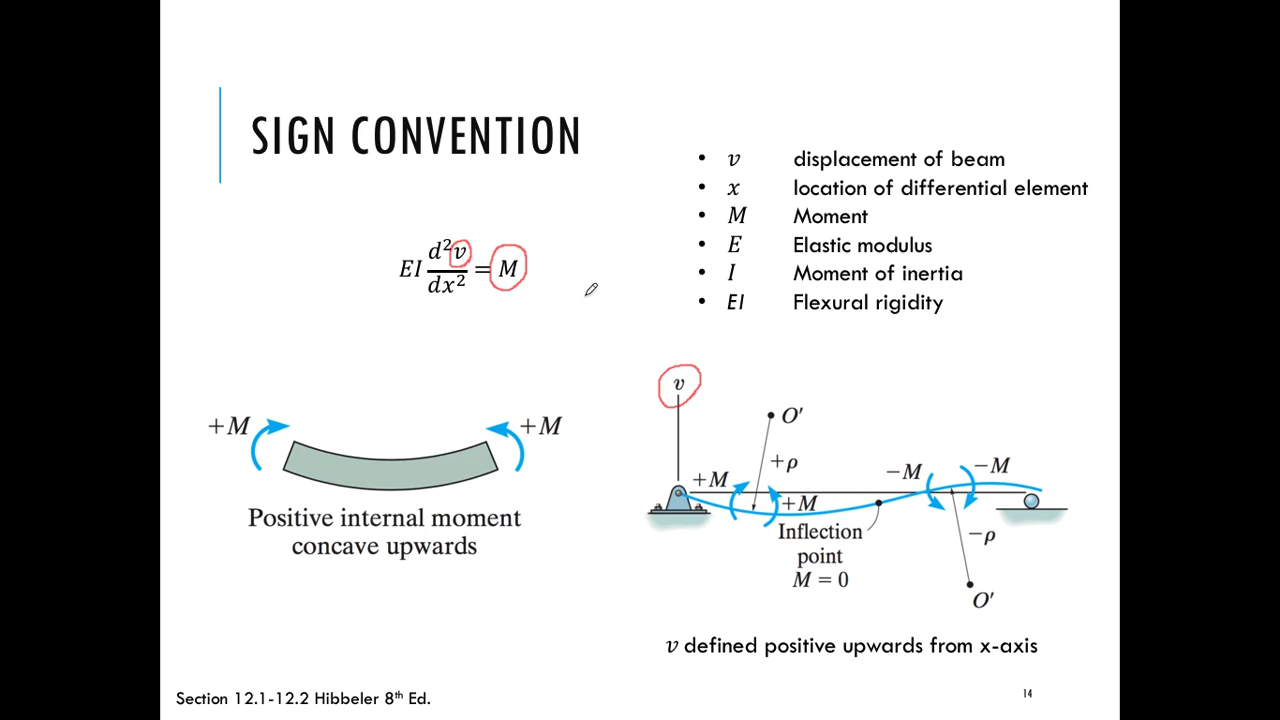 SIGN CONVENTION
• v displacement of beam
• x location of differential element
• M Moment
• E Elastic modulus
• I Moment of inertia
• EI Flexural rigidity
EI d²v/dx² = M
+M +M
Positive internal moment
concave upwards
v
O′
+ρ
+M
+M
−M
−M
Inflection
point
M = 0
−ρ
O′
v defined positive upwards from x-axis
Section 12.1-12.2 Hibbeler 8th Ed.
14